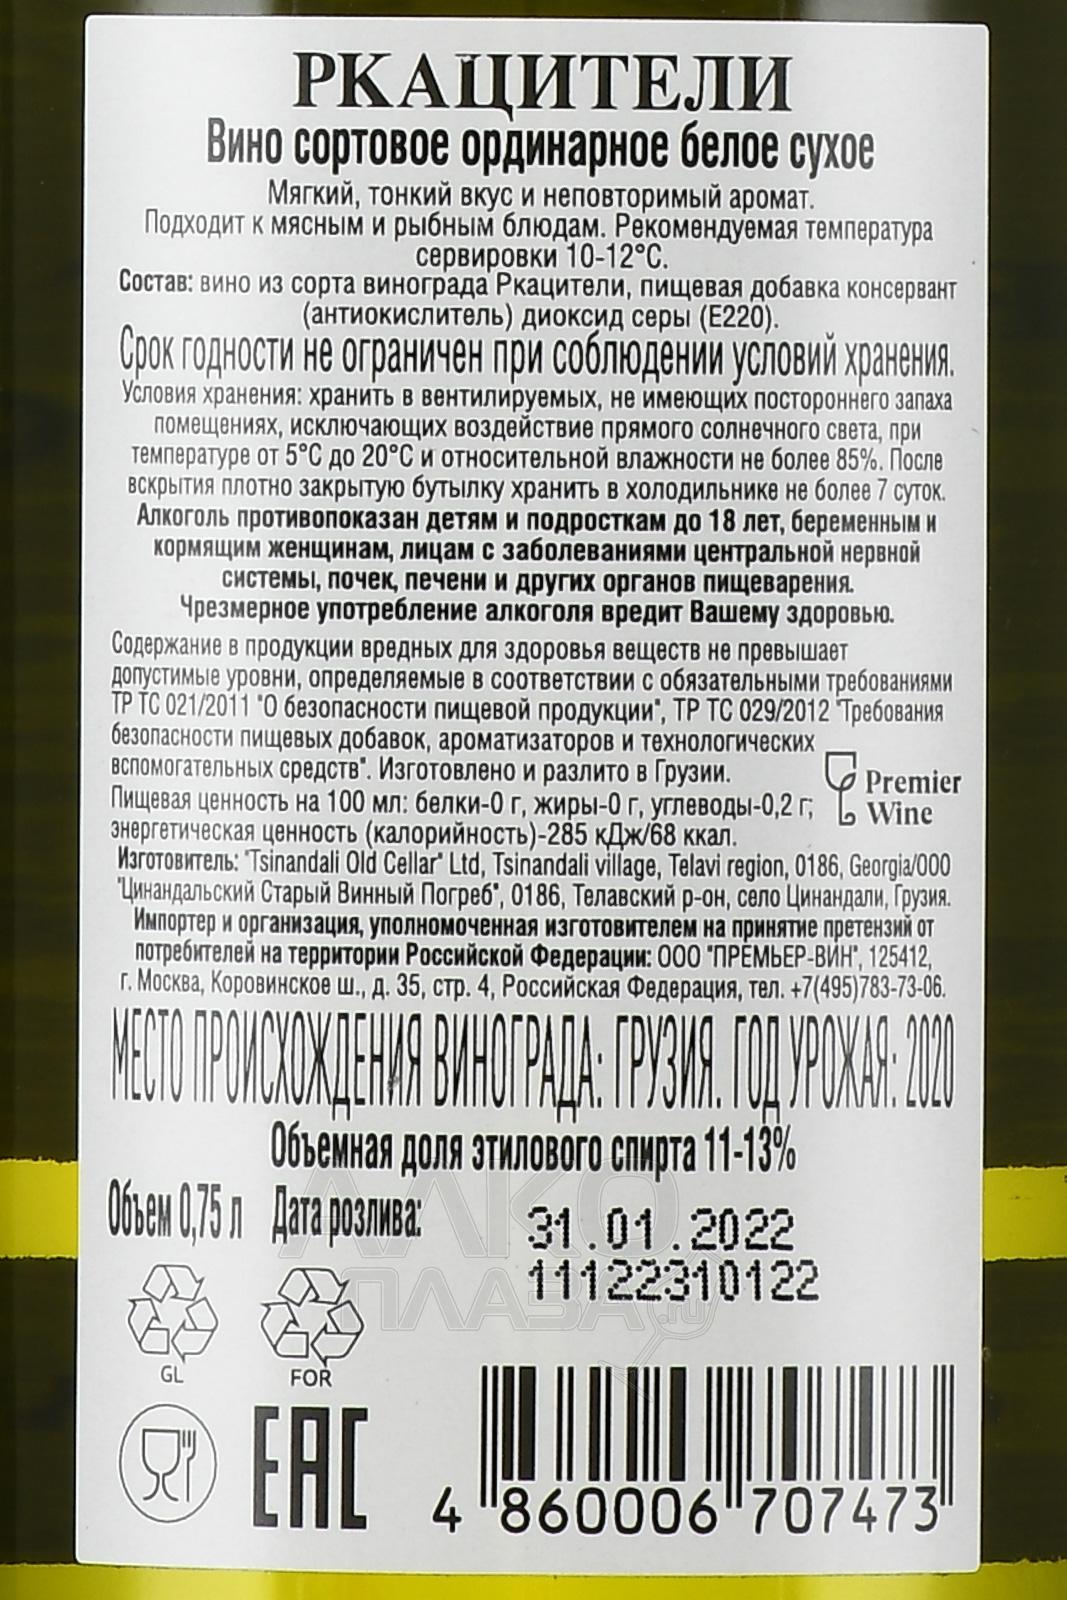 РКАЦИТЕЛИ
Вино сортовое ординарное белое сухое
Мягкий, тонкий вкус и неповторимый аромат.
Подходит к мясным и рыбным блюдам. Рекомендуемая температура
сервировки 10-12°С.
Состав: вино из сорта винограда Ркацители, пищевая добавка консервант
(антиокислитель) диоксид серы (Е220).
Срок годности не ограничен при соблюдении условий хранения.
Условия хранения: хранить в вентилируемых, не имеющих постороннего запаха
помещениях, исключающих воздействие прямого солнечного света, при
температуре от 5°С до 20°С и относительной влажности не более 85%. После
вскрытия плотно закрытую бутылку хранить в холодильнике не более 7 суток.
Алкоголь противопоказан детям и подросткам до 18 лет, беременным и
кормящим женщинам, лицам с заболеваниями центральной нервной
системы, почек, печени и других органов пищеварения.
Чрезмерное употребление алкоголя вредит Вашему здоровью.
Содержание в продукции вредных для здоровья веществ не превышает
допустимые уровни, определяемые в соответствии с обязательными требованиями
ТР ТС 021/2011 "О безопасности пищевой продукции", ТР ТС 029/2012 "Требования
безопасности пищевых добавок, ароматизаторов и технологических
вспомогательных средств". Изготовлено и разлито в Грузии.
Premier
Wine
Пищевая ценность на 100 мл: белки-0 г, жиры-0 г, углеводы-0,2 г;
энергетическая ценность (калорийность)-285 кДж/68 ккал.
Изготовитель: "Tsinandali Old Cellar" Ltd, Tsinandali village, Telavi region, 0186, Georgia/ООО
"Цинандальский Старый Винный Погреб", 0186, Телавский р-он, село Цинандали, Грузия.
Импортер и организация, уполномоченная изготовителем на принятие претензий от
потребителей на территории Российской Федерации: ООО "ПРЕМЬЕР-ВИН", 125412,
г. Москва, Коровинское ш., д. 35, стр. 4, Российская Федерация, тел. +7(495)783-73-06.
МЕСТО ПРОИСХОЖДЕНИЯ ВИНОГРАДА: ГРУЗИЯ. ГОД УРОЖАЯ: 2020
Объемная доля этилового спирта 11-13%
Объем 0,75 л Дата розлива: 31.01.2022
11122310122
АЛКО
ПЛАЗА.ru
GL FOR
EAC
4 860006 707473